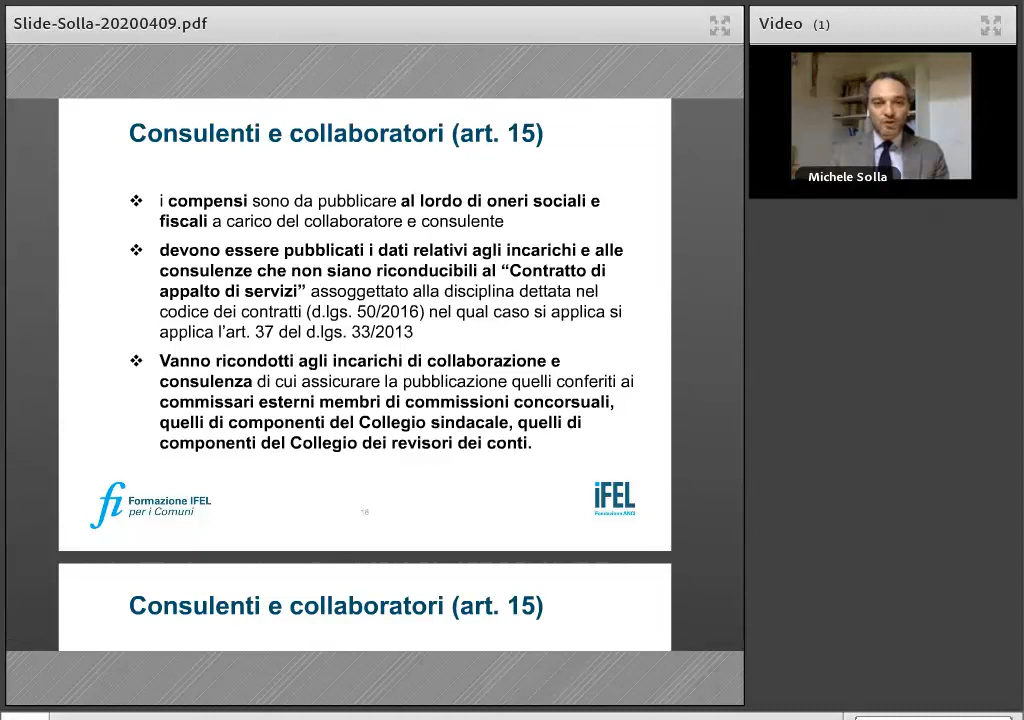 Slide-Solla-20200409.pdf
Video (1)
Michele Solla
Consulenti e collaboratori (art. 15)
❖ i compensi sono da pubblicare al lordo di oneri sociali e
fiscali a carico del collaboratore e consulente
❖ devono essere pubblicati i dati relativi agli incarichi e alle
consulenze che non siano riconducibili al “Contratto di
appalto di servizi” assoggettato alla disciplina dettata nel
codice dei contratti (d.lgs. 50/2016) nel qual caso si applica si
applica l’art. 37 del d.lgs. 33/2013
❖ Vanno ricondotti agli incarichi di collaborazione e
consulenza di cui assicurare la pubblicazione quelli conferiti ai
commissari esterni membri di commissioni concorsuali,
quelli di componenti del Collegio sindacale, quelli di
componenti del Collegio dei revisori dei conti.
fi Formazione IFEL
per i Comuni
18
iFEL
Fondazione ANCI
Consulenti e collaboratori (art. 15)